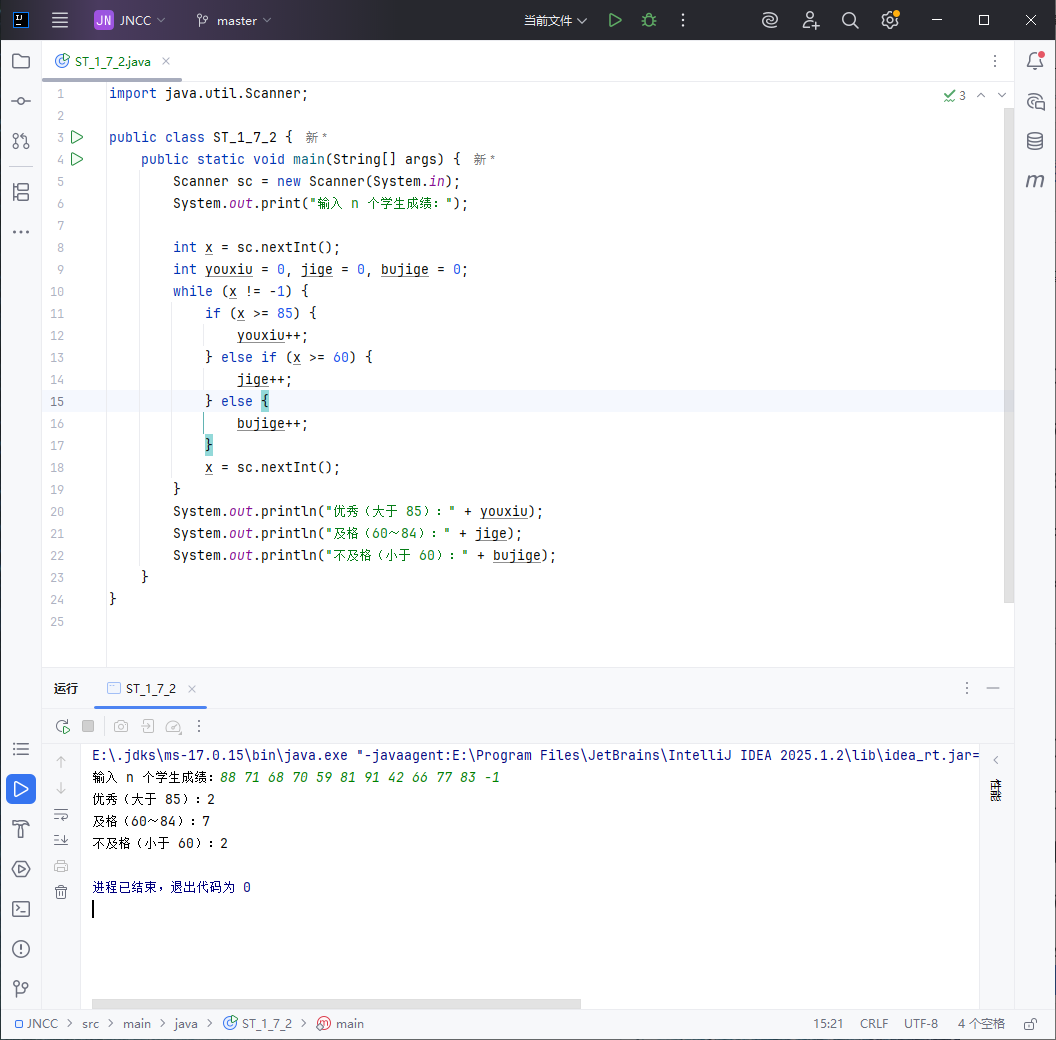 JN JNCC master 当前文件
ST_1_7_2.java
1 import java.util.Scanner; 3
2
3 public class ST_1_7_2 { 新 *
4 public static void main(String[] args) { 新 *
5 Scanner sc = new Scanner(System.in);
6 System.out.print("输入 n 个学生成绩：");
7
8 int x = sc.nextInt();
9 int youxiu = 0, jige = 0, bujige = 0;
10 while (x != -1) {
11 if (x >= 85) {
12 youxiu++;
13 } else if (x >= 60) {
14 jige++;
15 } else {
16 bujige++;
17 }
18 x = sc.nextInt();
19 }
20 System.out.println("优秀（大于 85）：" + youxiu);
21 System.out.println("及格（60～84）：" + jige);
22 System.out.println("不及格（小于 60）：" + bujige);
23 }
24 }
25
m
运行 ST_1_7_2
E:\.jdks\ms-17.0.15\bin\java.exe "-javaagent:E:\Program Files\JetBrains\IntelliJ IDEA 2025.1.2\lib\idea_rt.jar=
输入 n 个学生成绩：88 71 68 70 59 81 91 42 66 77 83 -1
优秀（大于 85）：2
及格（60～84）：7
不及格（小于 60）：2
进程已结束，退出代码为 0
性能
JNCC > src > main > java > ST_1_7_2 > main 15:21 CRLF UTF-8 4 个空格